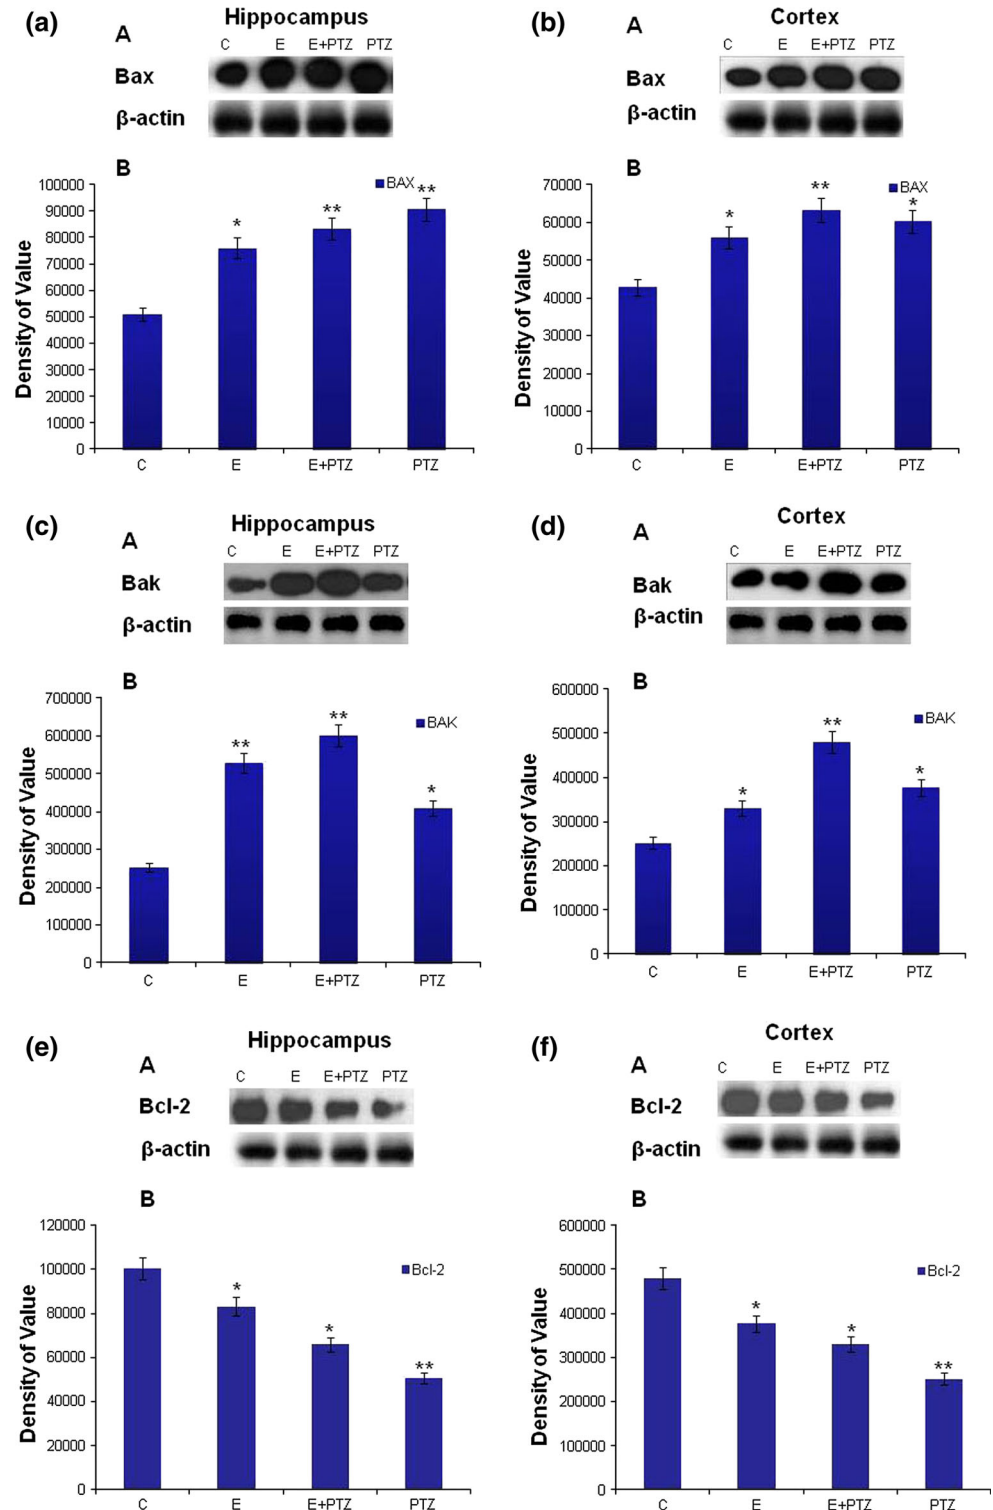 (a)
Hippocampus
A
C E E+PTZ PTZ
Bax
β-actin
B
BAX
100000
90000
80000
70000
60000
50000
40000
30000
20000
10000
0
Density of Value
*
**
**
C E E+PTZ PTZ
(b)
Cortex
A
C E E+PTZ PTZ
Bax
β-actin
B
BAX
70000
60000
50000
40000
30000
20000
10000
0
Density of Value
*
**
*
C E E+PTZ PTZ
(c)
Hippocampus
A
C E E+PTZ PTZ
Bak
β-actin
B
BAK
700000
600000
500000
400000
300000
200000
100000
0
Density of Value
**
**
*
C E E+PTZ PTZ
(d)
Cortex
A
C E E+PTZ PTZ
Bak
β-actin
B
BAK
600000
500000
400000
300000
200000
100000
0
Density of Value
*
**
*
C E E+PTZ PTZ
(e)
Hippocampus
A
C E E+PTZ PTZ
Bcl-2
β-actin
B
Bcl-2
120000
100000
80000
60000
40000
20000
0
Density of Value
*
*
**
C E E+PTZ PTZ
(f)
Cortex
A
C E E+PTZ PTZ
Bcl-2
β-actin
B
Bcl-2
600000
500000
400000
300000
200000
100000
0
Density of Value
*
*
**
C E E+PTZ PTZ